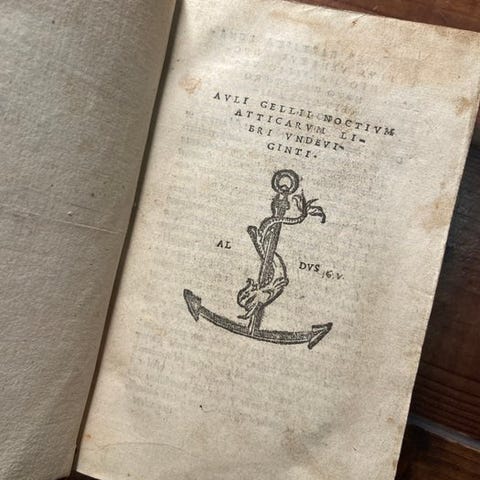 AVLI GELLII NOCTIVM
ATTICARVM LI-
BRI VNDEVI-
GINTI.
AL DVS